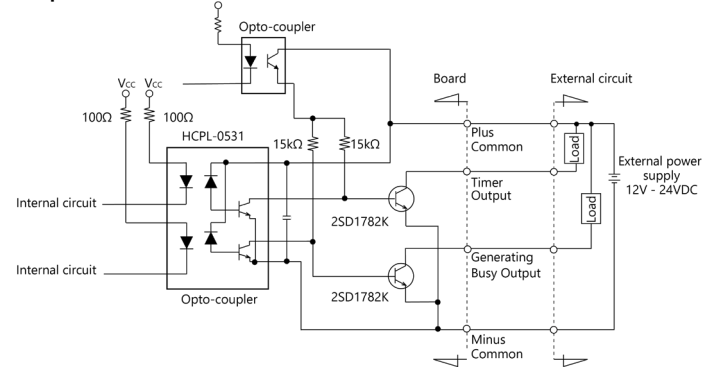 Opto-coupler
Board
External circuit
Vcc Vcc
100Ω
100Ω
HCPL-0531
15kΩ
15kΩ
Plus
Common
Load
External power
supply
12V - 24VDC
Timer
Output
Load
Internal circuit
2SD1782K
Generating
Busy Output
Internal circuit
Opto-coupler
2SD1782K
Minus
Common